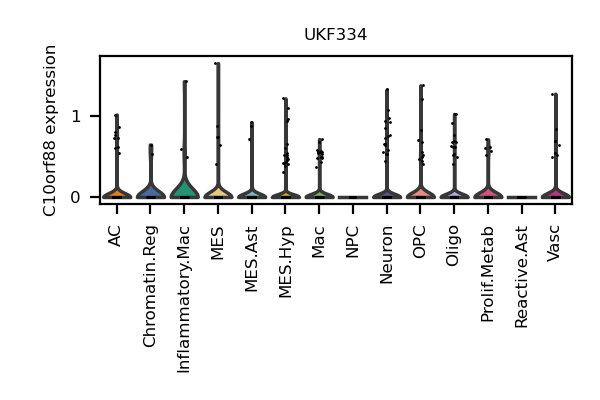 UKF334
C10orf88 expression
1
0
AC
Chromatin.Reg
Inflammatory.Mac
MES
MES.Ast
MES.Hyp
Mac
NPC
Neuron
OPC
Oligo
Prolif.Metab
Reactive.Ast
Vasc